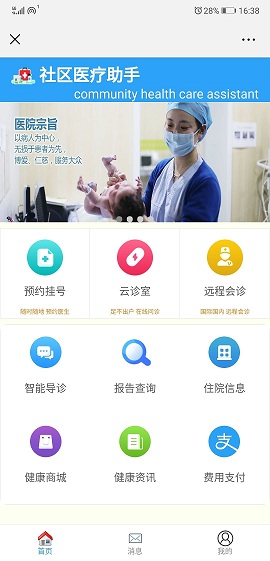 28% 16:38
社区医疗助手
community health care assistant
医院宗旨
以病人为中心，
无损于患者为先，
博爱、仁慈，服务大众
预约挂号 云诊室 远程会诊
随时随地 预约医生 足不出户 在线问诊 国际国内 远程会诊
智能导诊 报告查询 住院信息
健康商城 健康资讯 费用支付
首页 消息 我的